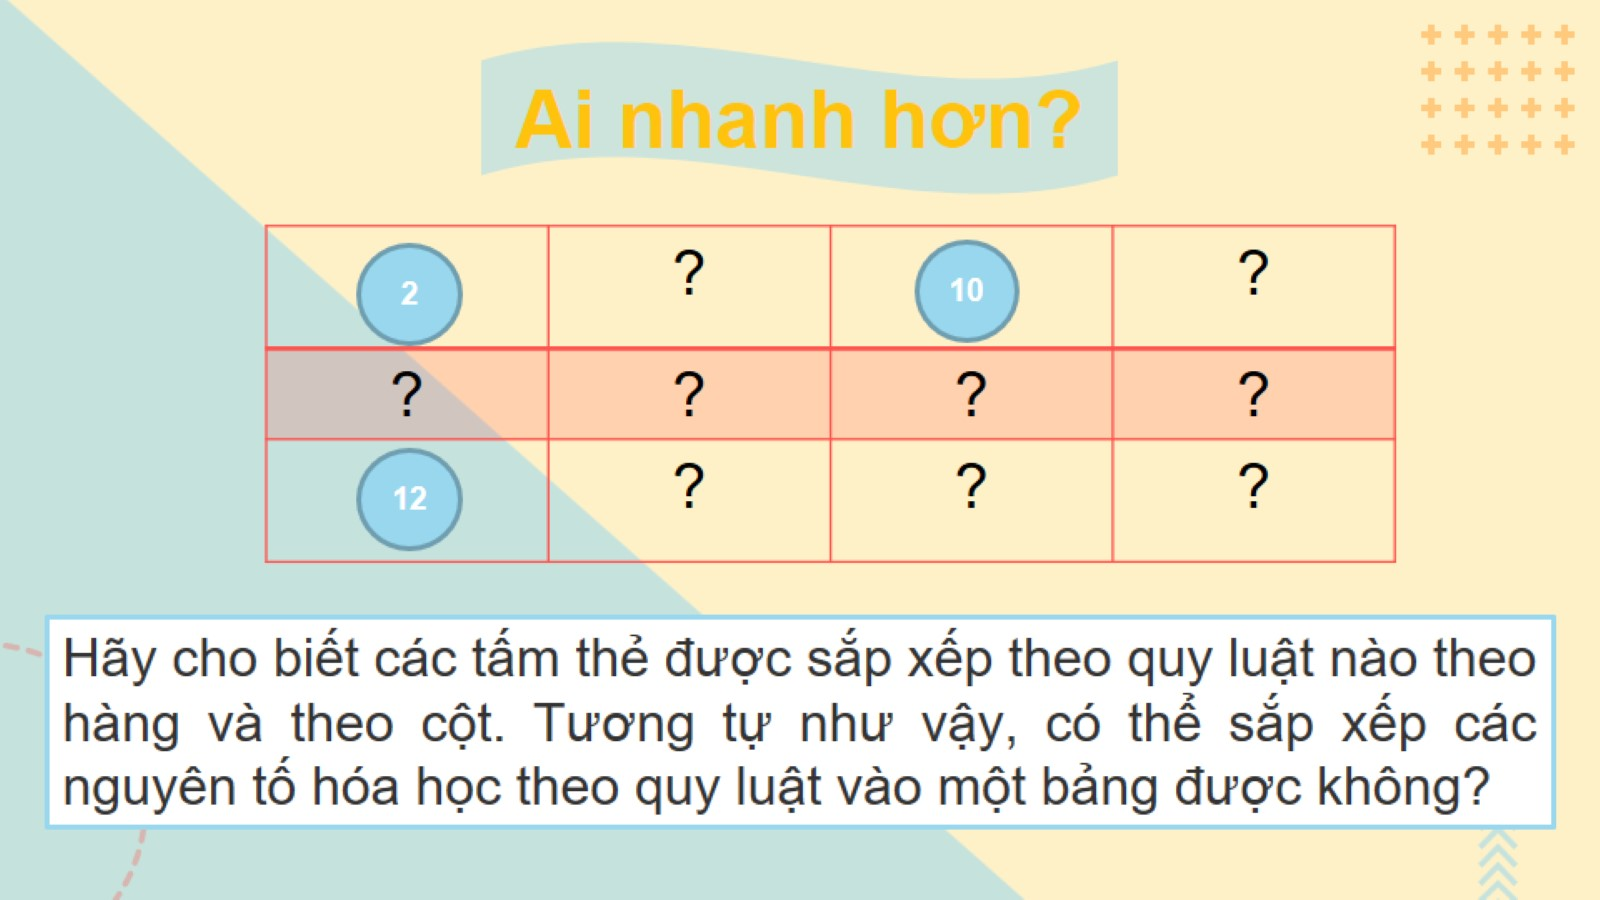 Ai nhanh hơn?
2 ? 10 ?
? ? ? ?
12 ? ? ?
Hãy cho biết các tấm thẻ được sắp xếp theo quy luật nào theo
hàng và theo cột. Tương tự như vậy, có thể sắp xếp các
nguyên tố hóa học theo quy luật vào một bảng được không?